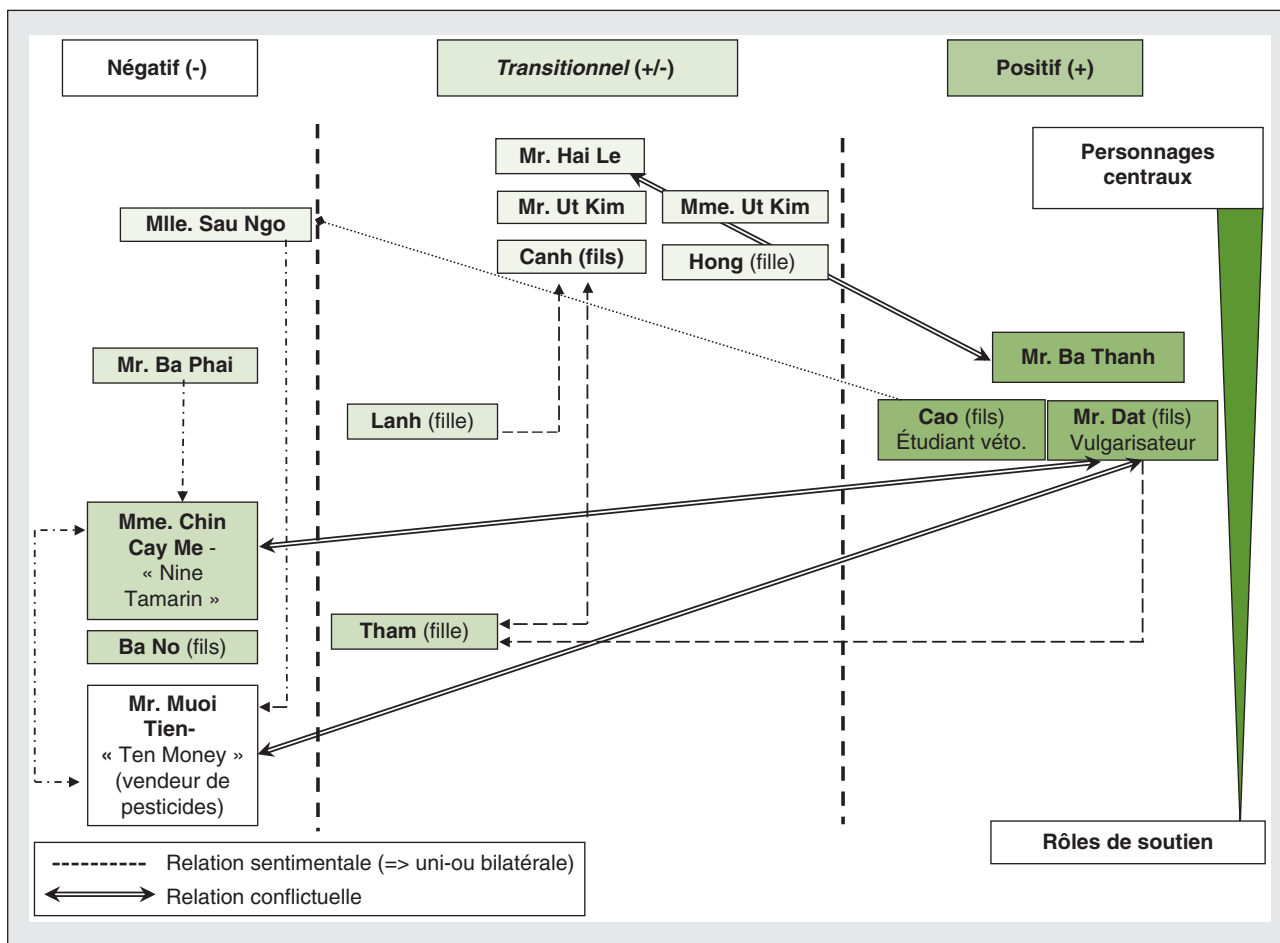 Négatif (-)
Transitionnel (+/-)
Positif (+)
Personnages
centraux
Mr. Hai Le
Mr. Ut Kim
Mme. Ut Kim
Mlle. Sau Ngo
Canh (fils)
Hong (fille)
Mr. Ba Phai
Mr. Ba Thanh
Lanh (fille)
Cao (fils)
Étudiant véto.
Mr. Dat (fils)
Vulgarisateur
Mme. Chin
Cay Me -
« Nine
Tamarin »
Ba No (fils)
Tham (fille)
Mr. Muoi
Tien-
« Ten Money »
(vendeur de
pesticides)
Rôles de soutien
Relation sentimentale (=> uni-ou bilatérale)
Relation conflictuelle